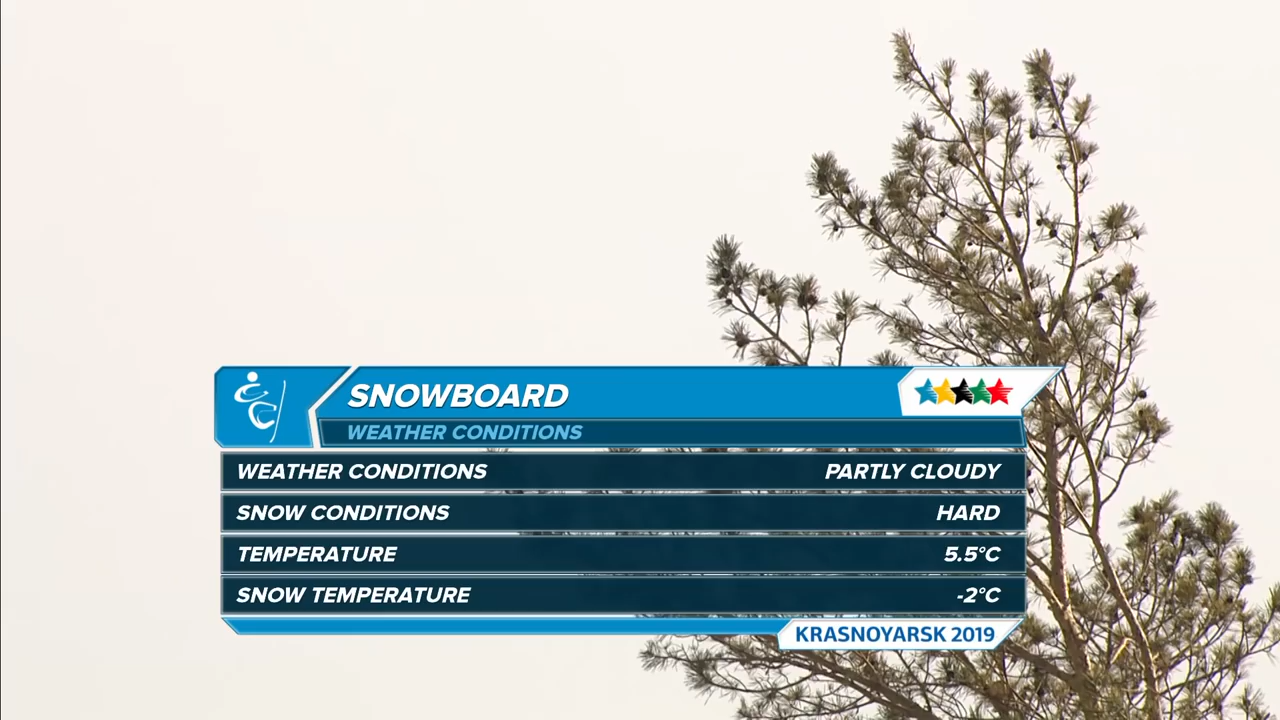 SNOWBOARD
WEATHER CONDITIONS
WEATHER CONDITIONS PARTLY CLOUDY
SNOW CONDITIONS HARD
TEMPERATURE 5.5°C
SNOW TEMPERATURE -2°C
KRASNOYARSK 2019